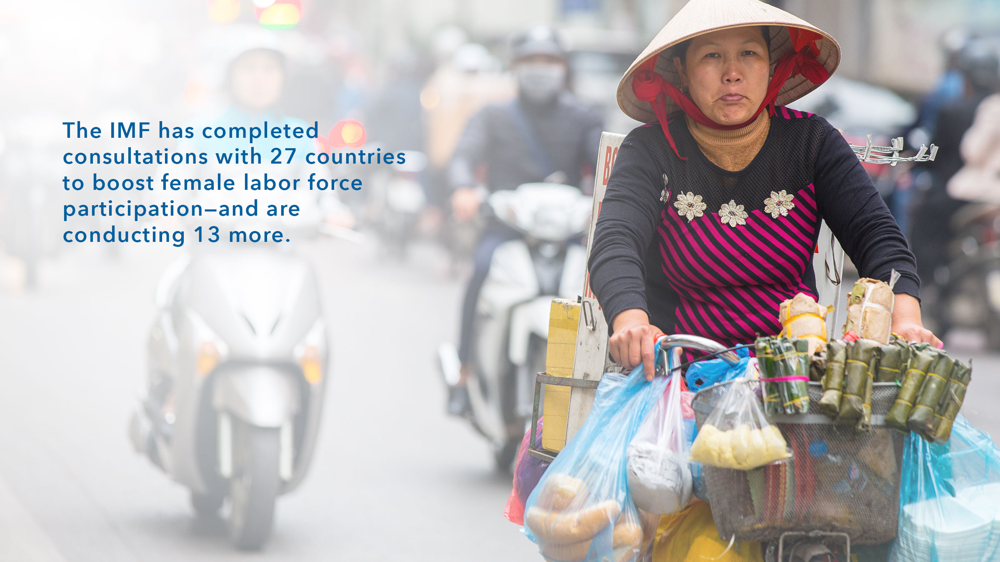 The IMF has completed
consultations with 27 countries
to boost female labor force
participation—and are
conducting 13 more.